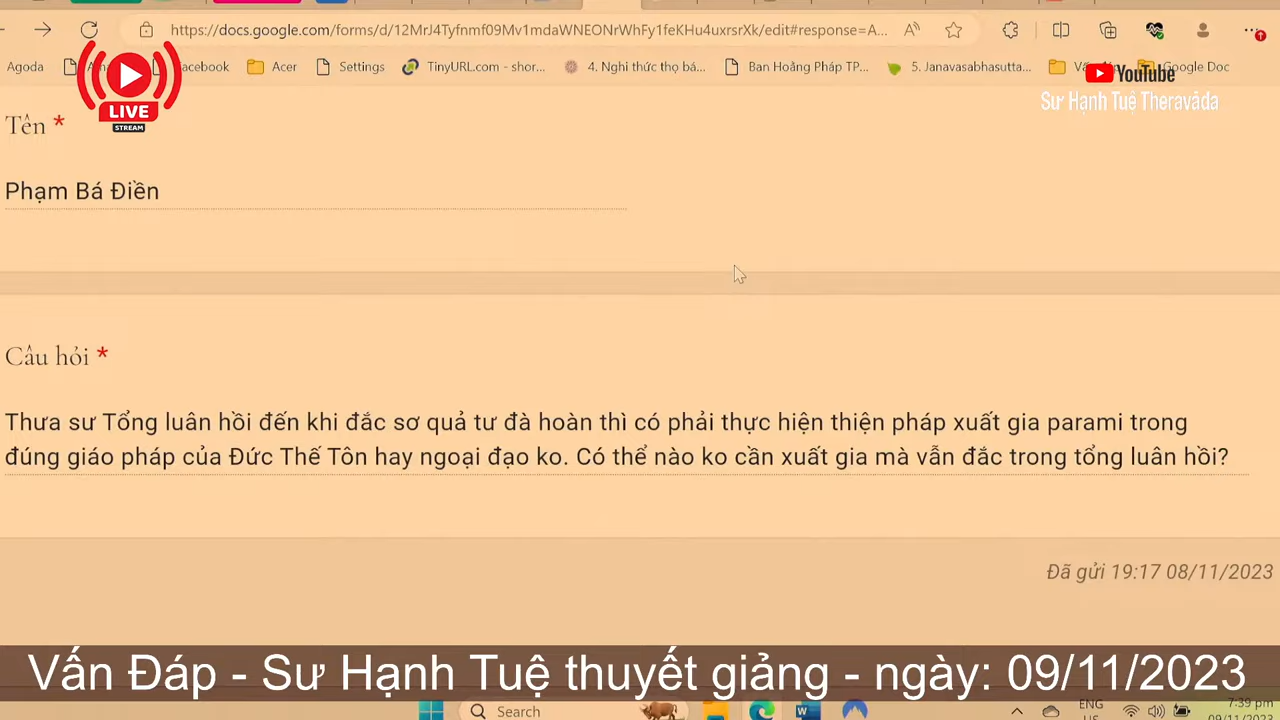 https://docs.google.com/forms/d/12MrJ4Tyfnmf09Mv1mdaWNEONrWhFy1feKHu4uxrsrXk/edit#response=A...
Agoda
Facebook
Acer
Settings
TinyURL.com - shor...
4. Nghi thức thọ bá...
Ban Hoằng Pháp TP...
5. Janavasabhasutta...
Google Doc
LIVE
STREAM
YouTube
Sư Hạnh Tuệ Theravāda
Tên *
Phạm Bá Điền
Câu hỏi *
Thưa sư Tổng luân hồi đến khi đắc sơ quả tư đà hoàn thì có phải thực hiện thiện pháp xuất gia parami trong
đúng giáo pháp của Đức Thế Tôn hay ngoại đạo ko. Có thể nào ko cần xuất gia mà vẫn đắc trong tổng luân hồi?
Đã gửi 19:17 08/11/2023
Vấn Đáp - Sư Hạnh Tuệ thuyết giảng - ngày: 09/11/2023
Search
ENG
7:39 pm